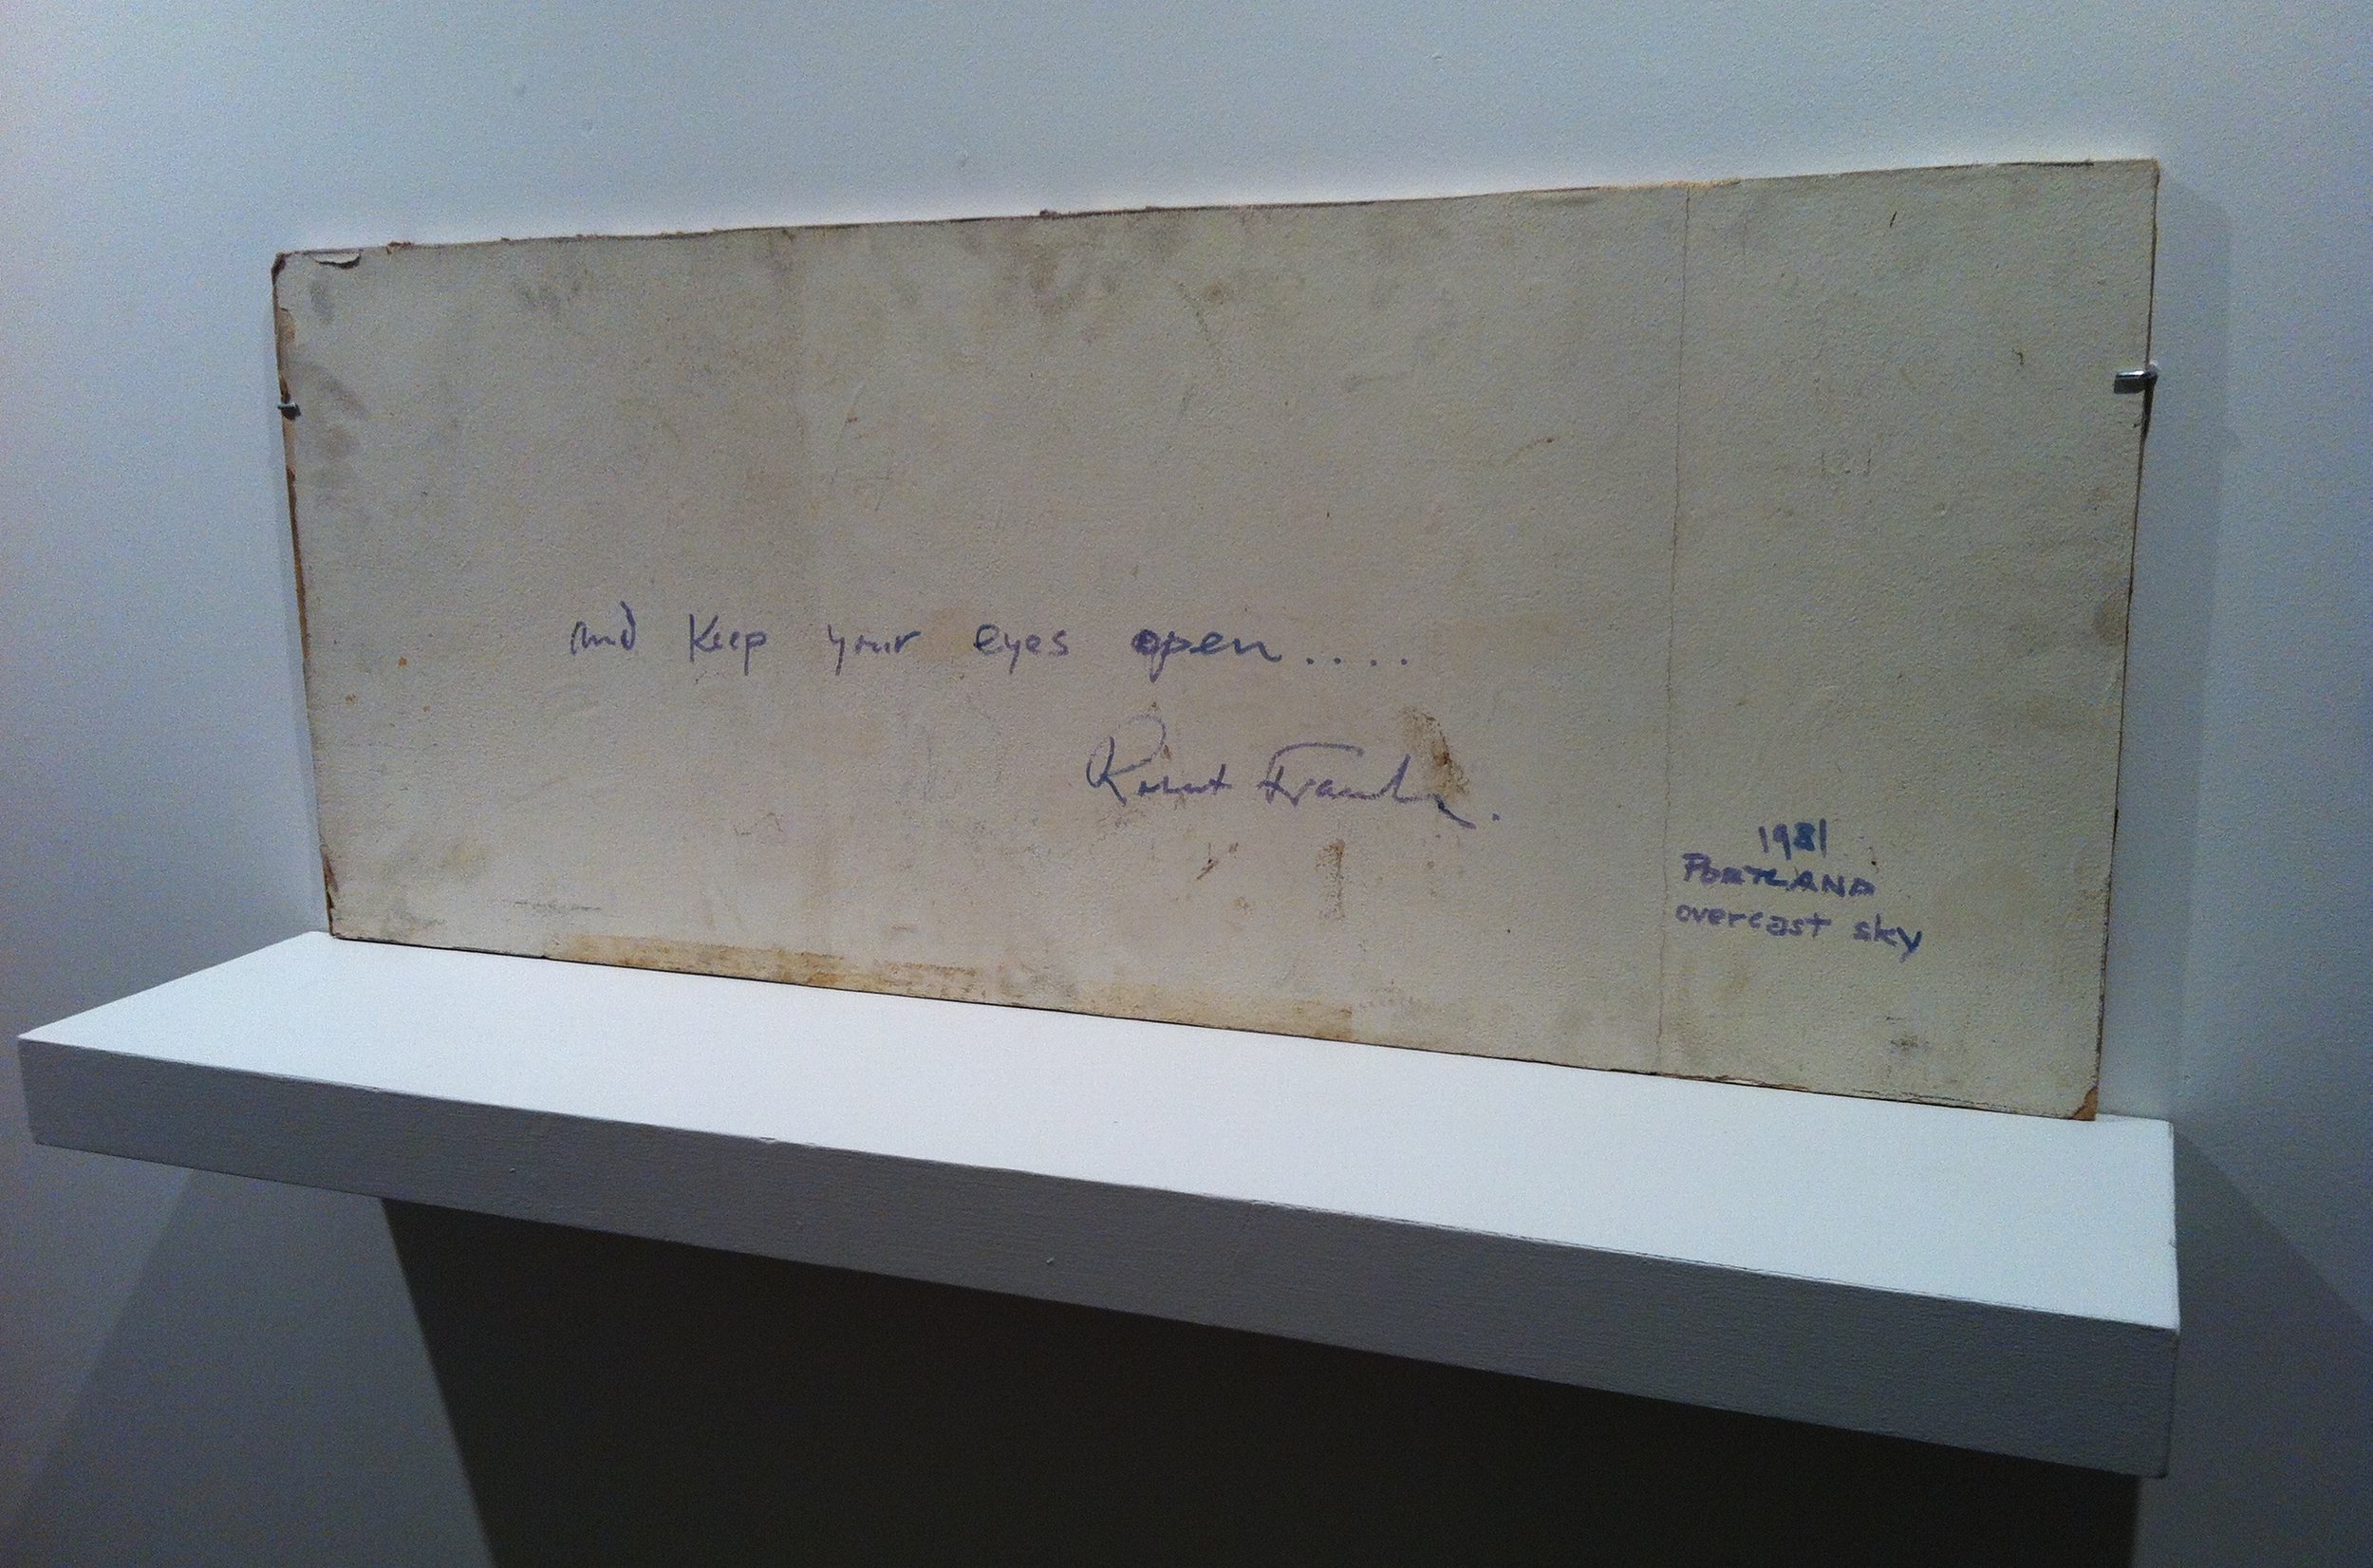 and Keep your eyes open....
Robert Frank.
1981
PORTLAND
overcast sky